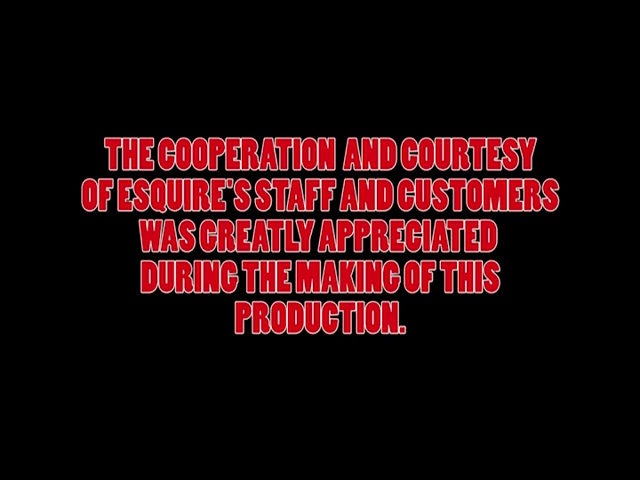 THE COOPERATION AND COURTESY
OF ESQUIRE'S STAFF AND CUSTOMERS
WAS GREATLY APPRECIATED
DURING THE MAKING OF THIS
PRODUCTION.